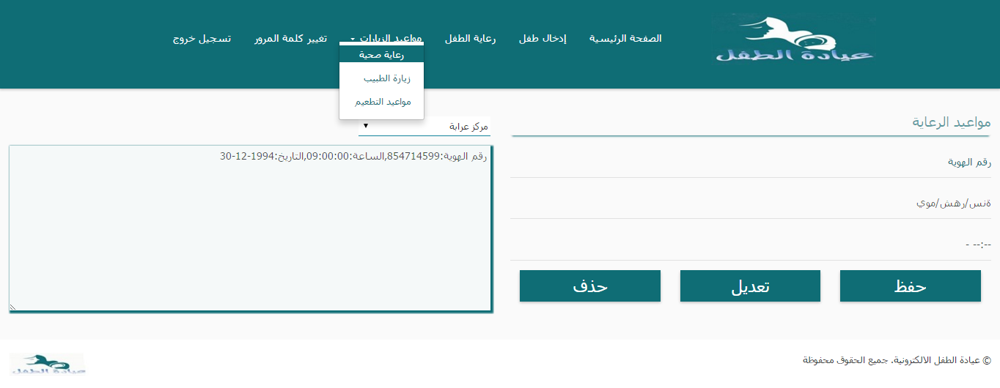 عيادة الطفل
الصفحة الرئيسية
إدخال طفل
رعاية الطفل
مواعيد الزيارات
تغيير كلمة المرور
تسجيل خروج
رعاية صحية
زيارة الطبيب
مواعيد التطعيم
مواعيد الرعاية
رقم الهوية
ةنس/رهش/موي
--:-- -
حفظ
تعديل
حذف
مركز عرابة
رقم الهوية:854714599,الساعة:09:00:00,التاريخ:1994-12-30
© عيادة الطفل الالكترونية. جميع الحقوق محفوظة
عيادة الطفل